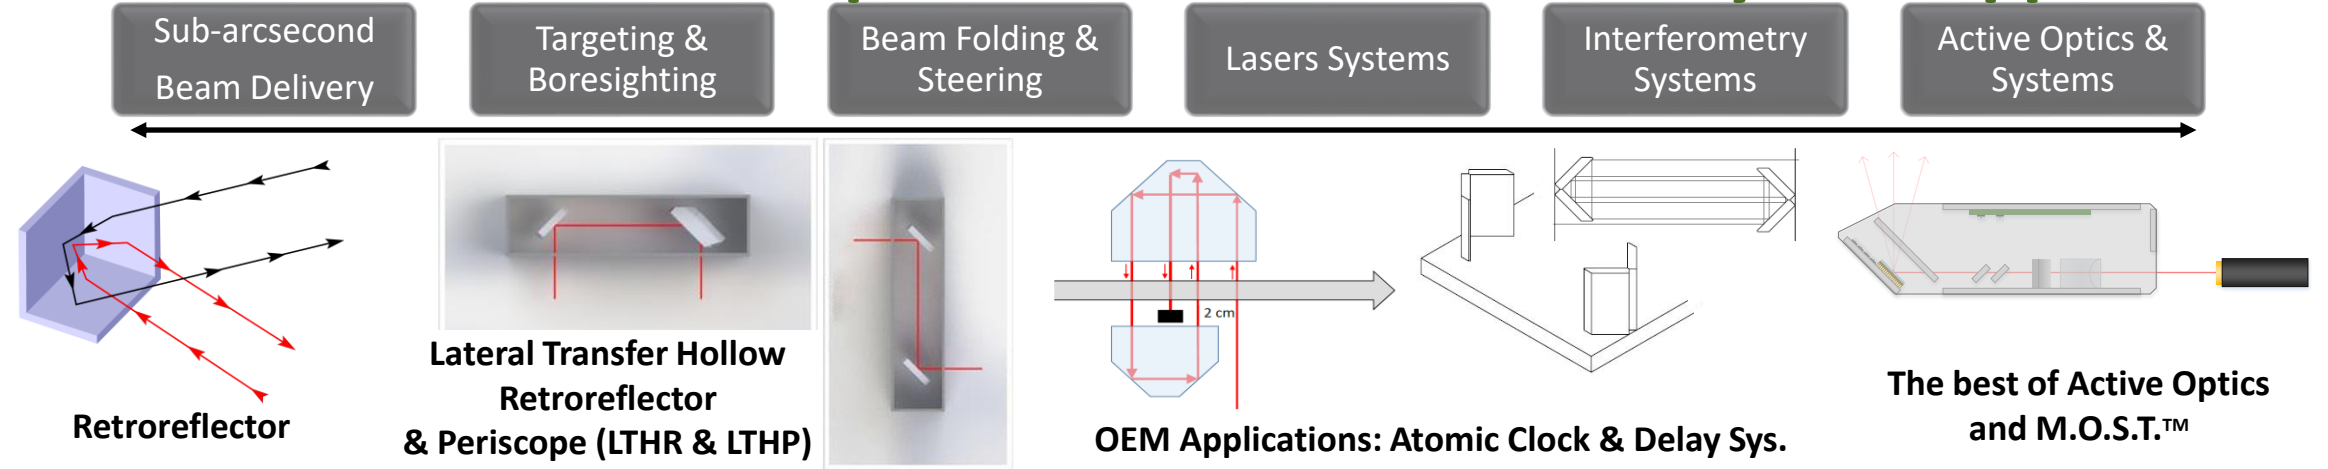 Sub-arcsecond
Beam Delivery
Targeting &
Boresighting
Beam Folding &
Steering
Lasers Systems
Interferometry
Systems
Active Optics &
Systems
2 cm
Retroreflector
Lateral Transfer Hollow
Retroreflector
& Periscope (LTHR & LTHP)
OEM Applications: Atomic Clock & Delay Sys.
The best of Active Optics
and M.O.S.T.™